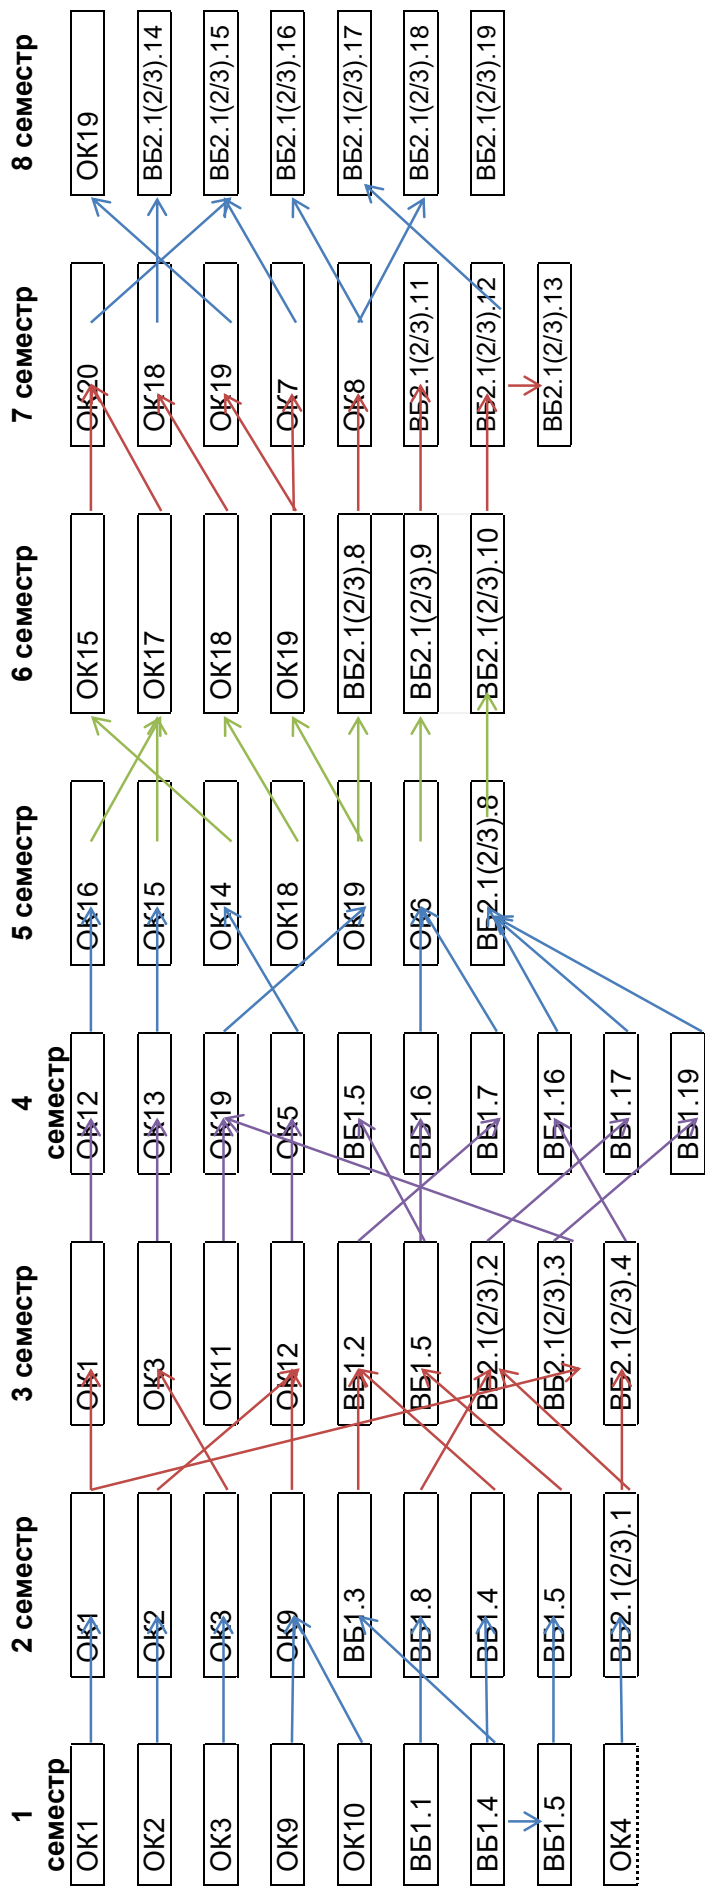 1 семестр
ОК1
ОК2
ОК3
ОК9
ОК10
ВБ1.1
ВБ1.4
ВБ1.5
ОК4
2 семестр
ОК1
ОК2
ОК3
ОК9
ВБ1.3
ВБ1.8
ВБ1.4
ВБ1.5
ВБ2.1(2/3).1
3 семестр
ОК1
ОК3
ОК11
ОК12
ВБ1.2
ВБ1.5
ВБ2.1(2/3).2
ВБ2.1(2/3).3
ВБ2.1(2/3).4
4
семестр
ОК12
ОК13
ОК19
ОК5
ВБ1.5
ВБ1.6
ВБ1.7
ВБ1.16
ВБ1.17
ВБ1.19
5 семестр
ОК16
ОК15
ОК14
ОК18
ОК19
ОК6
ВБ2.1(2/3).8
6 семестр
ОК15
ОК17
ОК18
ОК19
ВБ2.1(2/3).8
ВБ2.1(2/3).9
ВБ2.1(2/3).10
7 семестр
ОК20
ОК18
ОК19
ОК7
ОК8
ВБ2.1(2/3).11
ВБ2.1(2/3).12
ВБ2.1(2/3).13
8 семестр
ОК19
ВБ2.1(2/3).14
ВБ2.1(2/3).15
ВБ2.1(2/3).16
ВБ2.1(2/3).17
ВБ2.1(2/3).18
ВБ2.1(2/3).19